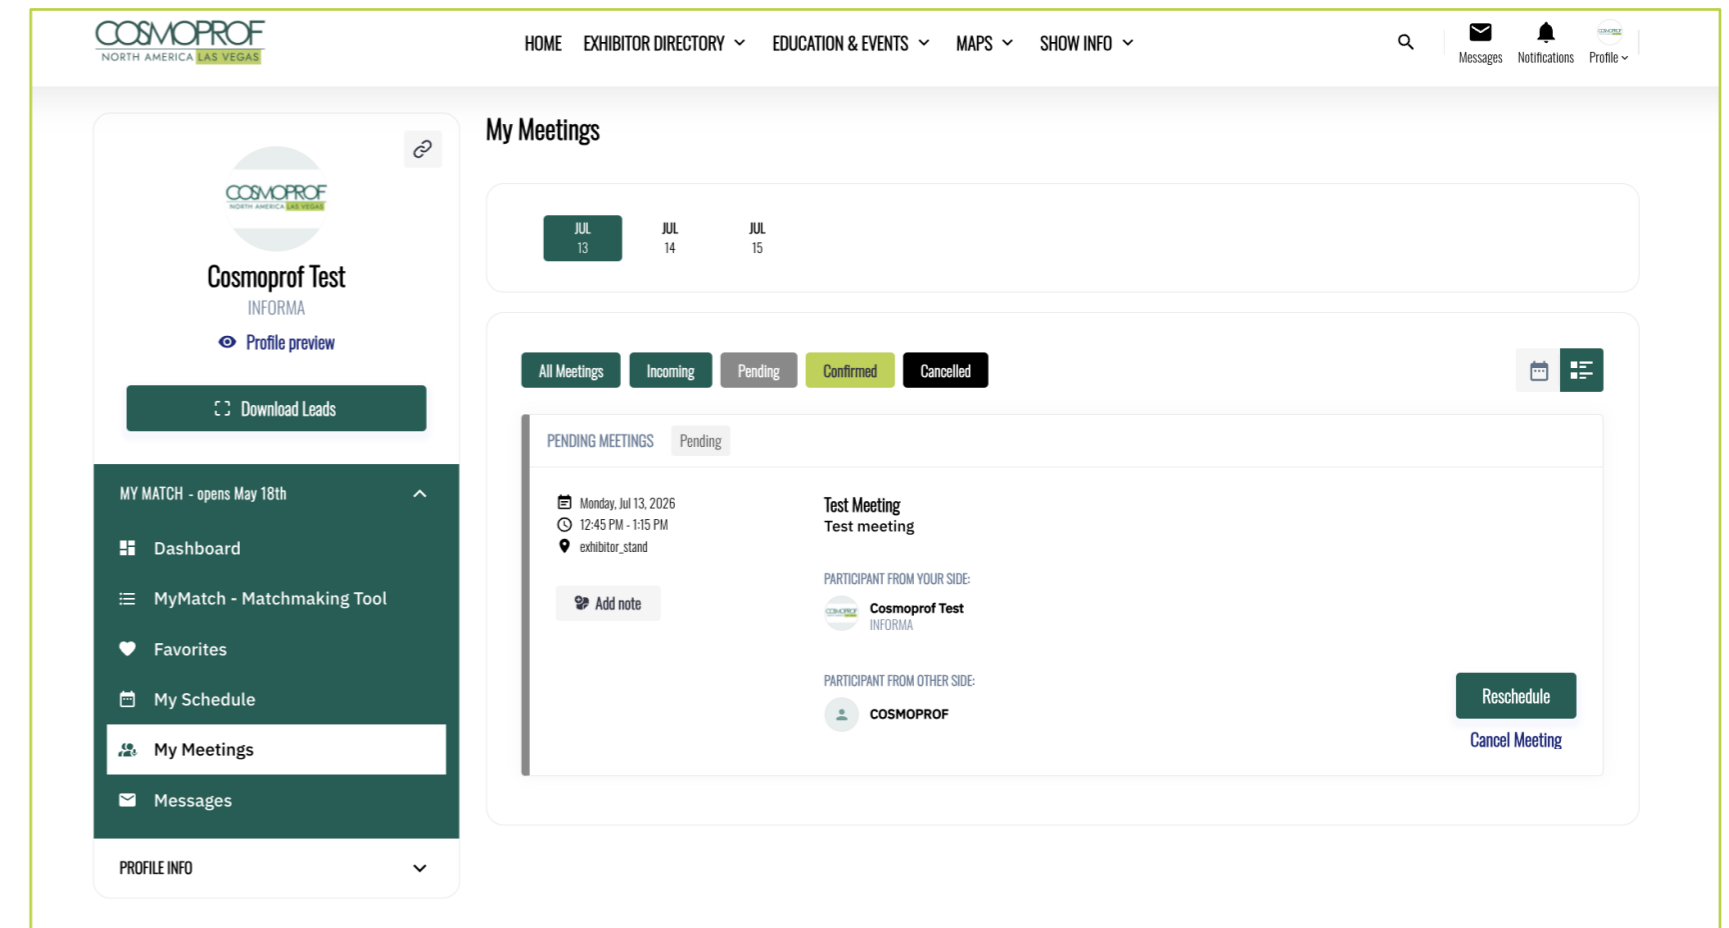 COSMOPROF
NORTH AMERICA LAS VEGAS
HOME EXHIBITOR DIRECTORY EDUCATION & EVENTS MAPS SHOW INFO
Messages Notifications Profile
My Meetings
COSMOPROF
NORTH AMERICA LAS VEGAS
Cosmoprof Test
INFORMA
Profile preview
Download Leads
MY MATCH - opens May 18th
Dashboard
MyMatch - Matchmaking Tool
Favorites
My Schedule
My Meetings
Messages
PROFILE INFO
JUL JUL JUL
13 14 15
All Meetings Incoming Pending Confirmed Cancelled
PENDING MEETINGS Pending
Monday, Jul 13, 2026
12:45 PM - 1:15 PM
exhibitor_stand
Add note
Test Meeting
Test meeting
PARTICIPANT FROM YOUR SIDE:
COSMOPROF
Cosmoprof Test
INFORMA
PARTICIPANT FROM OTHER SIDE:
COSMOPROF
Reschedule
Cancel Meeting